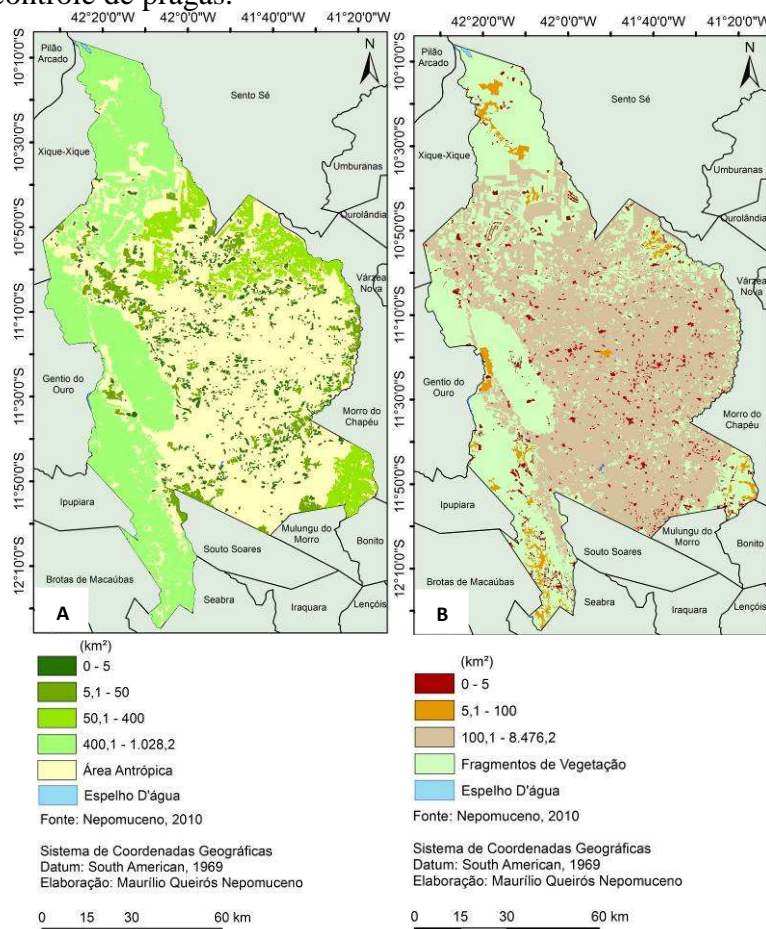 controle de pragas.
42°20'0"W 42°0'0"W 41°40'0"W 41°20'0"W
10°10'0"S
10°30'0"S
10°50'0"S
11°10'0"S
11°30'0"S
11°50'0"S
12°10'0"S
N
Pilão
Arcado
Sento Sé
Xique-Xique
Umburanas
Ourolândia
Várzea
Nova
Gentio do
Ouro
Morro do
Chapéu
Ipupiara
Mulungu do
Morro
Bonito
Souto Soares
Brotas de Macaúbas
Seabra
Iraquara
Lençóis
A
(km²)
0 - 5
5,1 - 50
50,1 - 400
400,1 - 1.028,2
Área Antrópica
Espelho D'água
Fonte: Nepomuceno, 2010
Sistema de Coordenadas Geográficas
Datum: South American, 1969
Elaboração: Maurílio Queirós Nepomuceno
0 15 30 60 km
42°20'0"W 42°0'0"W 41°40'0"W 41°20'0"W
10°10'0"S
10°30'0"S
10°50'0"S
11°10'0"S
11°30'0"S
11°50'0"S
12°10'0"S
N
Pilão
Arcado
Sento Sé
Xique-Xique
Umburanas
Ourolândia
Várzea
Nova
Gentio do
Ouro
Morro do
Chapéu
Ipupiara
Mulungu do
Morro
Bonito
Souto Soares
Brotas de Macaúbas
Seabra
Iraquara
Lençóis
B
(km²)
0 - 5
5,1 - 100
100,1 - 8.476,2
Fragmentos de Vegetação
Espelho D'água
Fonte: Nepomuceno, 2010
Sistema de Coordenadas Geográficas
Datum: South American, 1969
Elaboração: Maurílio Queirós Nepomuceno
0 15 30 60 km